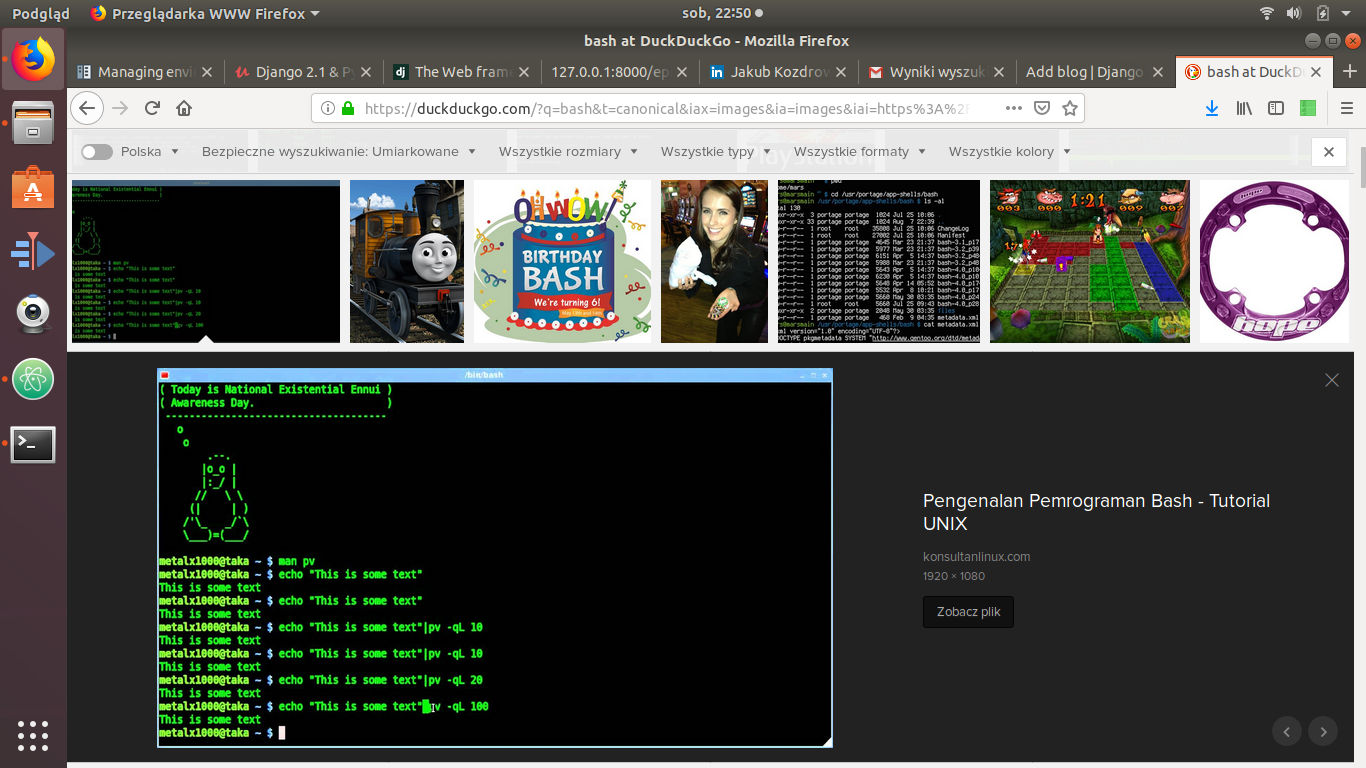 Podgląd
Przeglądarka WWW Firefox
sob, 22:50
bash at DuckDuckGo - Mozilla Firefox
Managing envi
Django 2.1 & Py
The Web frame
127.0.0.1:8000/ep
Jakub Kozdrow
Wyniki wyszuk
Add blog | Django
bash at DuckDu
https://duckduckgo.com/?q=bash&t=canonical&iax=images&ia=images&iai=https%3A%2F
Polska
Bezpieczne wyszukiwanie: Umiarkowane
Wszystkie rozmiary
Wszystkie typy
Wszystkie formaty
Wszystkie kolory
OH WOW!
BIRTHDAY
BASH
We're turning 6!
1:21
hope
/bin/bash
( Today is National Existential Ennui )
( Awareness Day. )
metalx1000@taka ~ $ man pv
metalx1000@taka ~ $ echo "This is some text"
This is some text
metalx1000@taka ~ $ echo "This is some text"
This is some text
metalx1000@taka ~ $ echo "This is some text"|pv -qL 10
This is some text
metalx1000@taka ~ $ echo "This is some text"|pv -qL 10
This is some text
metalx1000@taka ~ $ echo "This is some text"|pv -qL 20
This is some text
metalx1000@taka ~ $ echo "This is some text" pv -qL 100
This is some text
metalx1000@taka ~ $
Pengenalan Pemrograman Bash - Tutorial
UNIX
konsultanlinux.com
1920 × 1080
Zobacz plik